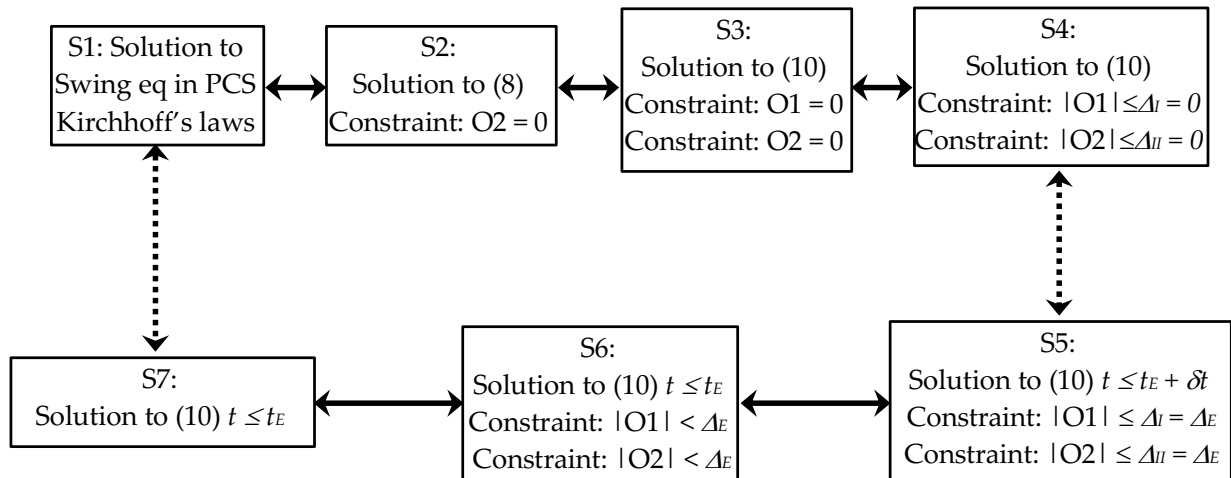 S1: Solution to
Swing eq in PCS
Kirchhoff's laws
S2:
Solution to (8)
Constraint: O2 = 0
S3:
Solution to (10)
Constraint: O1 = 0
Constraint: O2 = 0
S4:
Solution to (10)
Constraint: |O1| ≤ΔI = 0
Constraint: |O2| ≤ΔII = 0
S7:
Solution to (10) t ≤ tE
S6:
Solution to (10) t ≤ tE
Constraint: |O1| < ΔE
Constraint: |O2| < ΔE
S5:
Solution to (10) t ≤ tE + δt
Constraint: |O1| ≤ ΔI = ΔE
Constraint: |O2| ≤ ΔII = ΔE